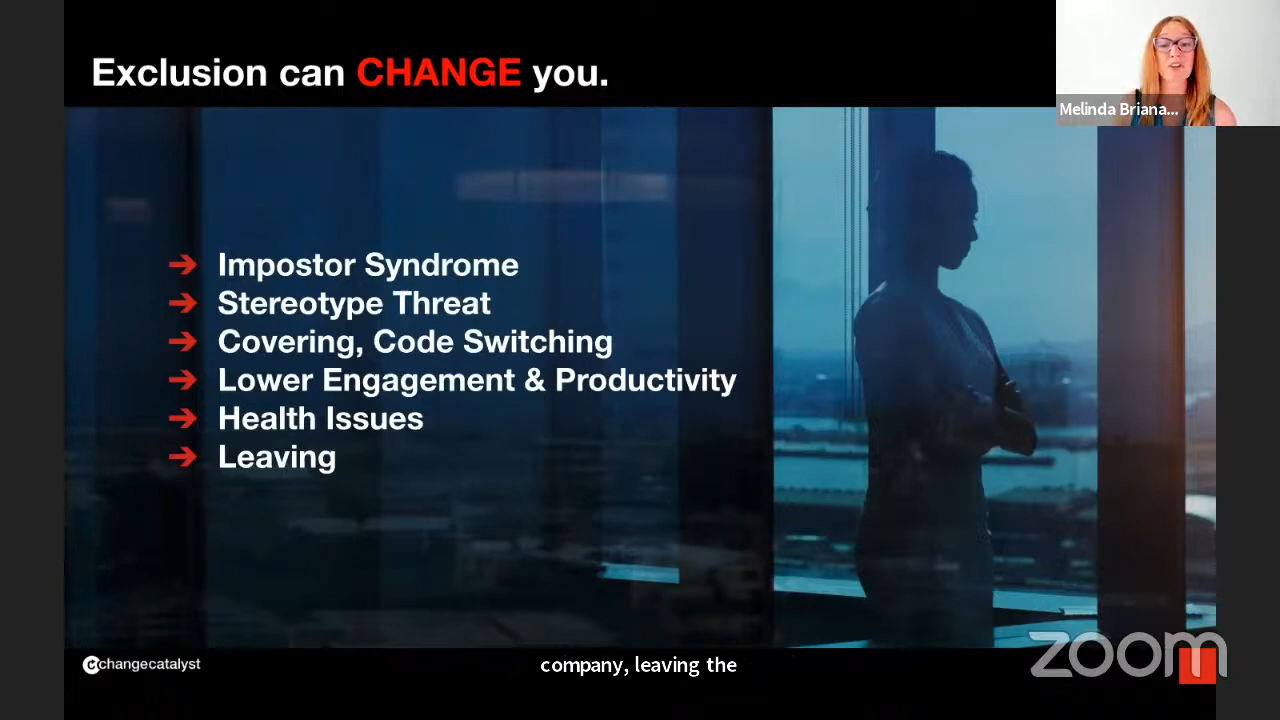 Exclusion can CHANGE you.
Melinda Briana...
➔ Impostor Syndrome
➔ Stereotype Threat
➔ Covering, Code Switching
➔ Lower Engagement & Productivity
➔ Health Issues
➔ Leaving
changecatalyst
company, leaving the
zoom